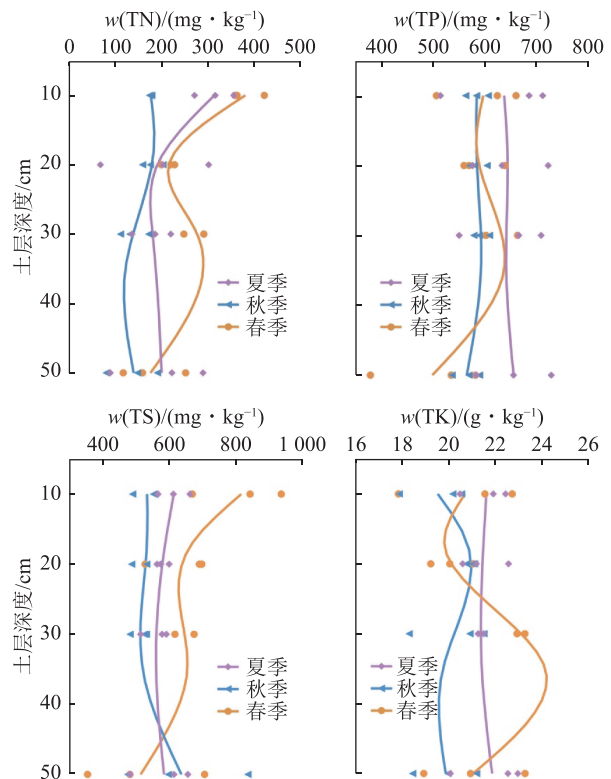 w(TN)/(mg·kg⁻¹)
0 100 200 300 400 500
10
20
30
40
50
土层深度/cm
夏季
秋季
春季
w(TP)/(mg·kg⁻¹)
400 500 600 700 800
夏季
秋季
春季
w(TS)/(mg·kg⁻¹)
400 600 800 1 000
10
20
30
40
50
土层深度/cm
夏季
秋季
春季
w(TK)/(g·kg⁻¹)
16 18 20 22 24 26
夏季
秋季
春季